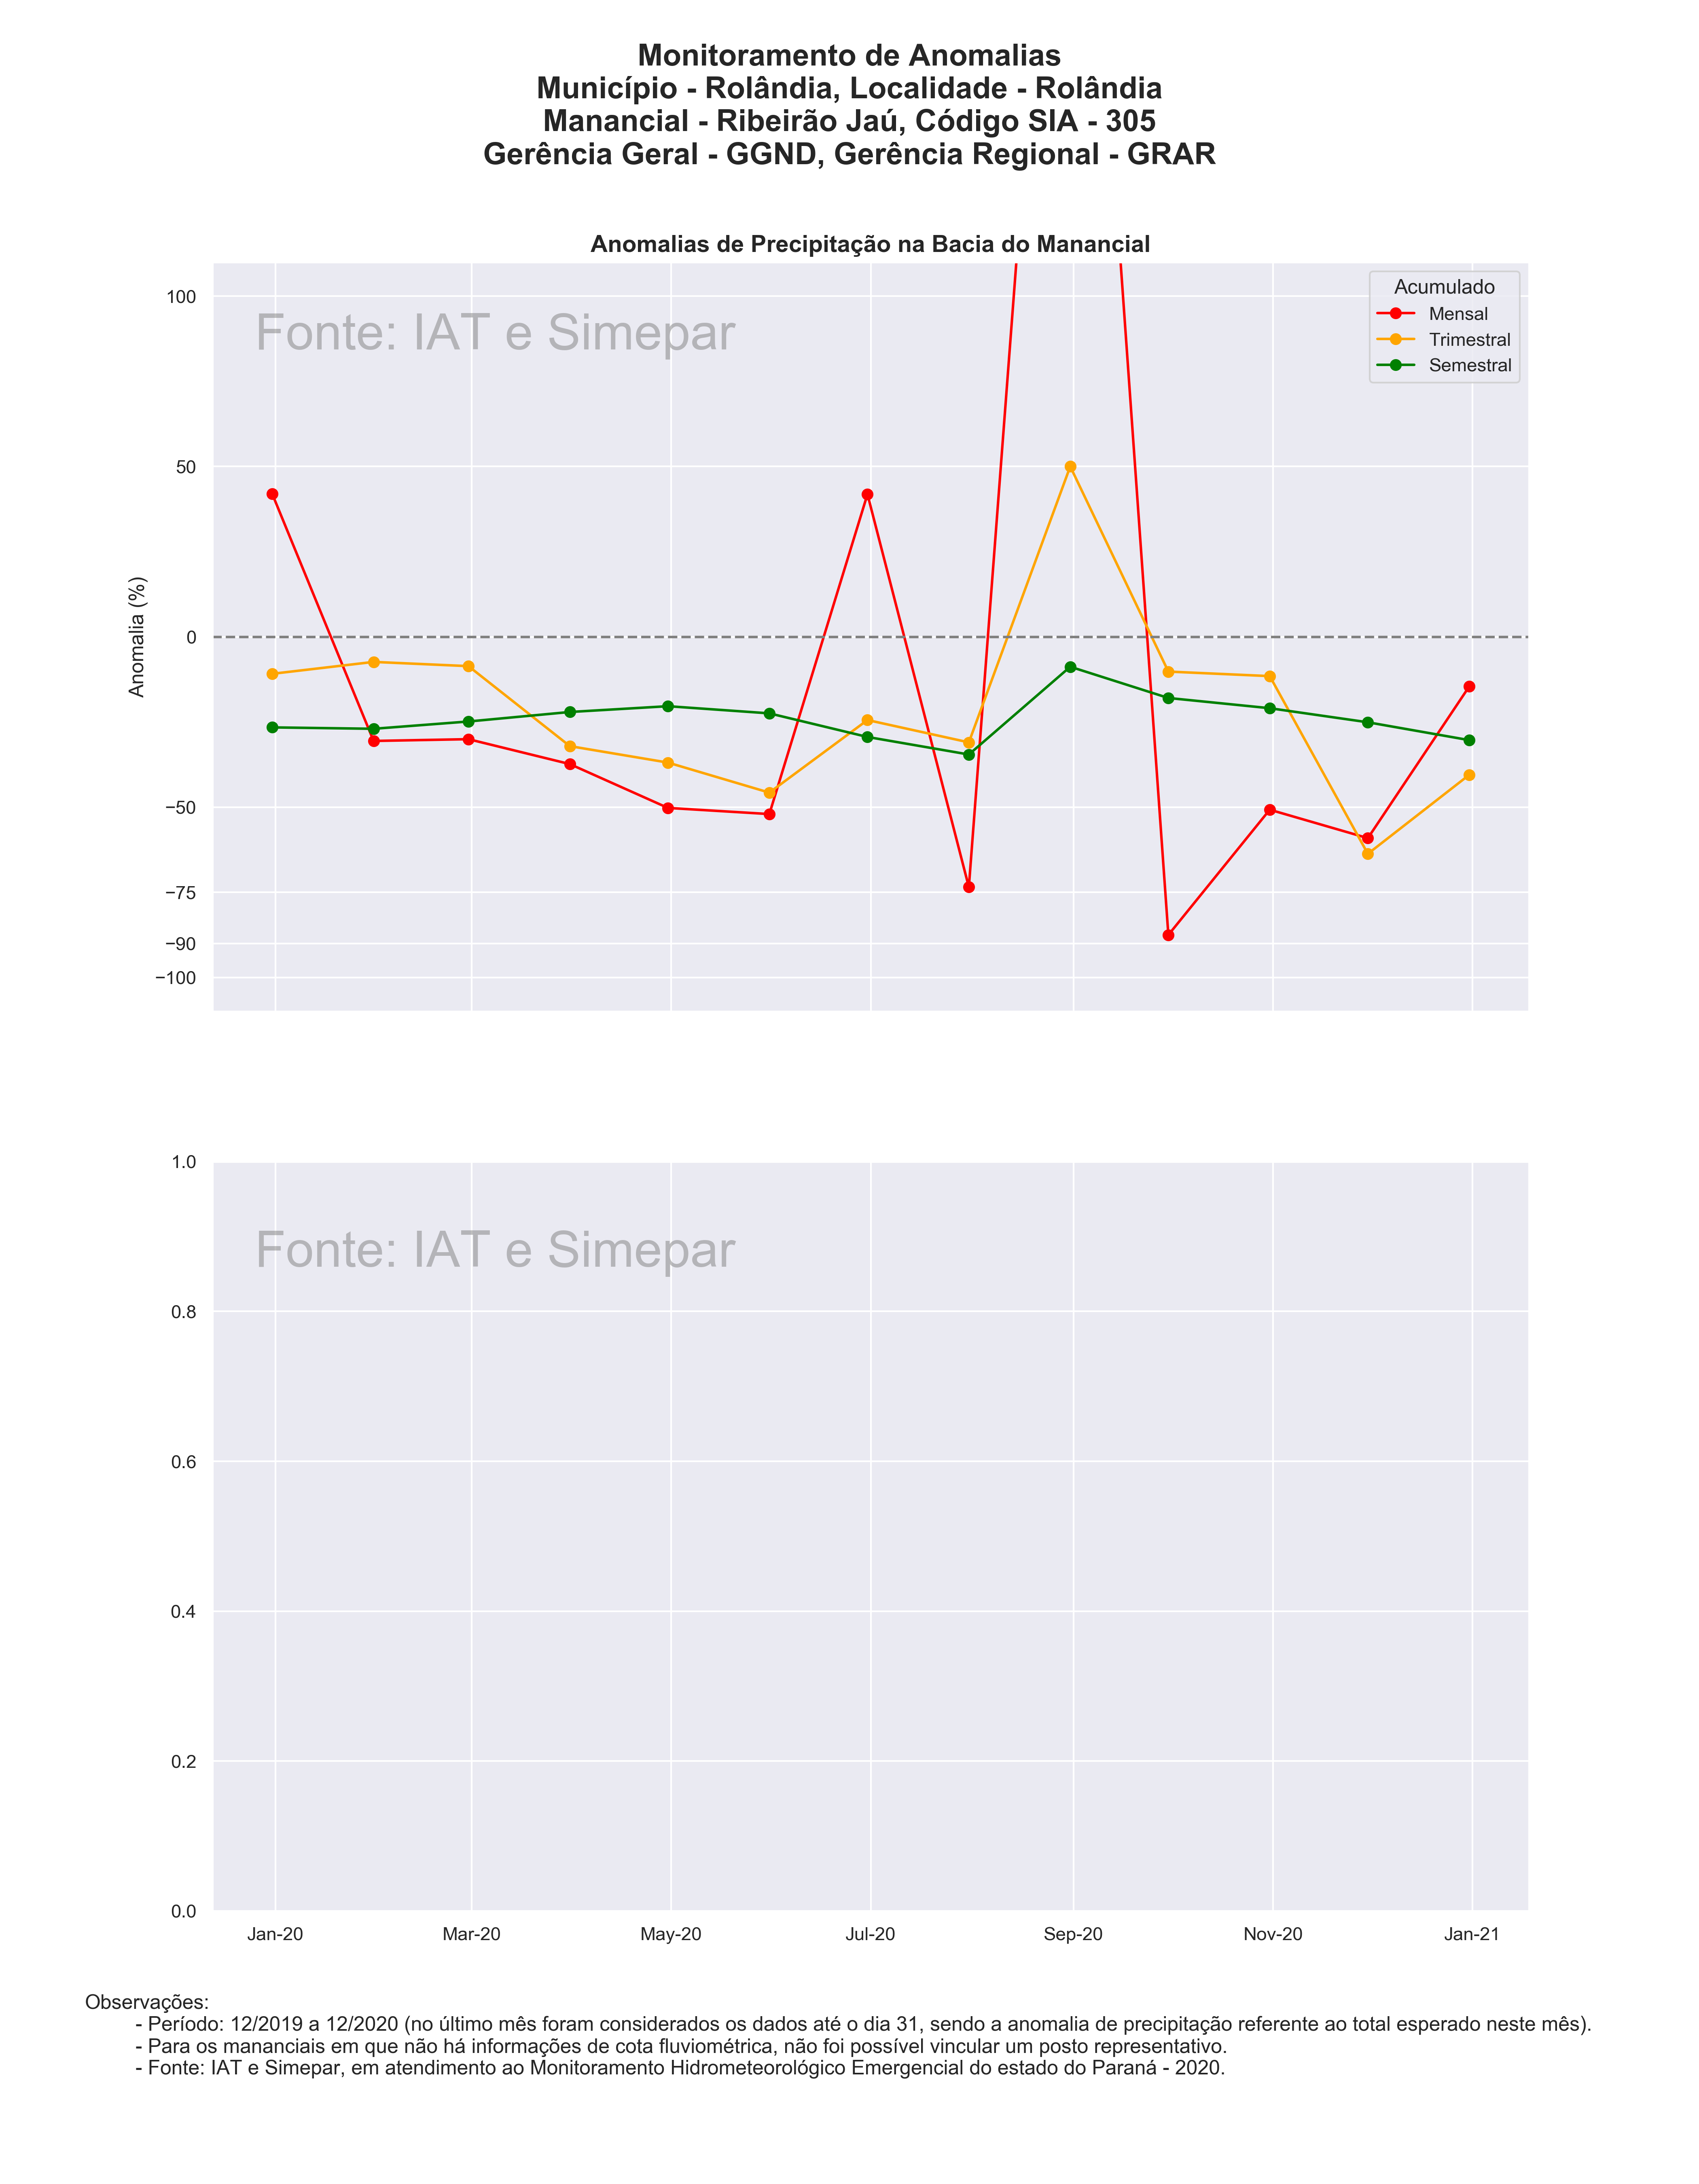 Monitoramento de Anomalias
Município - Rolândia, Localidade - Rolândia
Manancial - Ribeirão Jaú, Código SIA - 305
Gerência Geral - GGND, Gerência Regional - GRAR
Anomalias de Precipitação na Bacia do Manancial
Fonte: IAT e Simepar
Acumulado
Mensal
Trimestral
Semestral
Anomalia (%)
100
50
0
−50
−75
−90
−100
Fonte: IAT e Simepar
1.0
0.8
0.6
0.4
0.2
0.0
Jan-20 Mar-20 May-20 Jul-20 Sep-20 Nov-20 Jan-21
Observações:
- Período: 12/2019 a 12/2020 (no último mês foram considerados os dados até o dia 31, sendo a anomalia de precipitação referente ao total esperado neste mês).
- Para os mananciais em que não há informações de cota fluviométrica, não foi possível vincular um posto representativo.
- Fonte: IAT e Simepar, em atendimento ao Monitoramento Hidrometeorológico Emergencial do estado do Paraná - 2020.